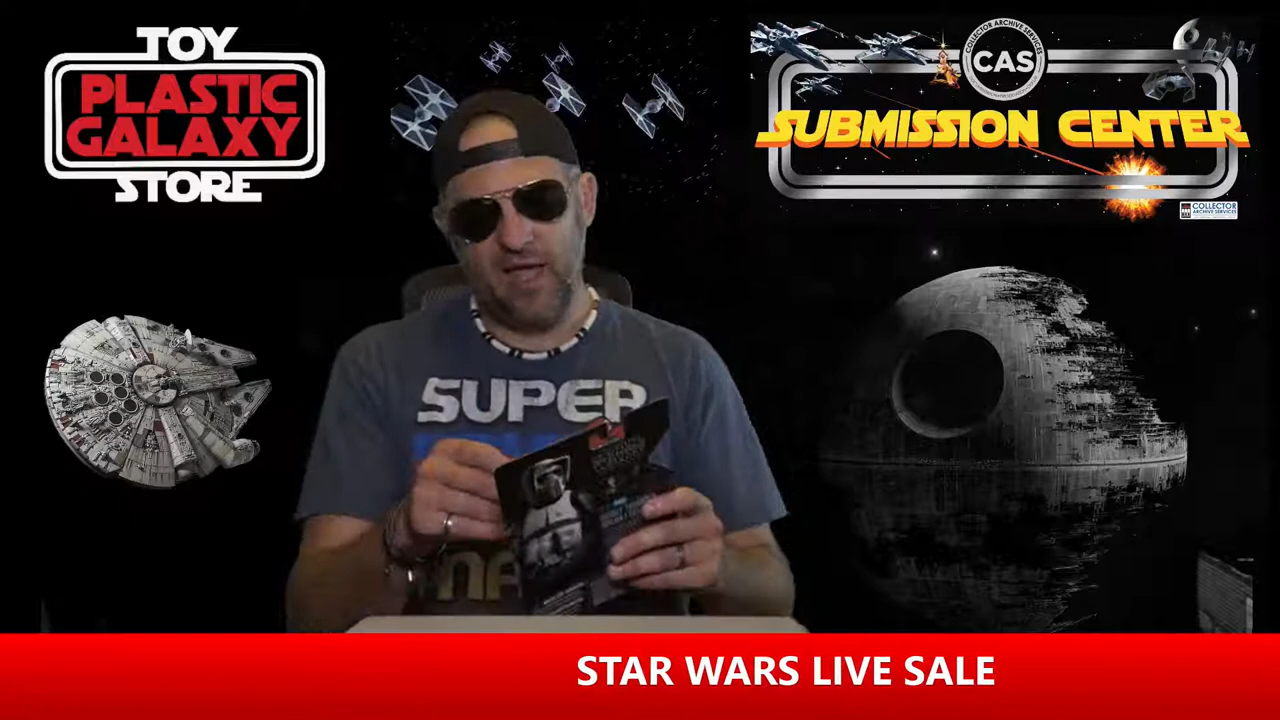 TOY
PLASTIC
GALAXY
STORE
COLLECTOR ARCHIVE SERVICES
CAS
SUBMISSION CENTER
COLLECTOR
ARCHIVE SERVICES
SUPER
STAR WARS LIVE SALE